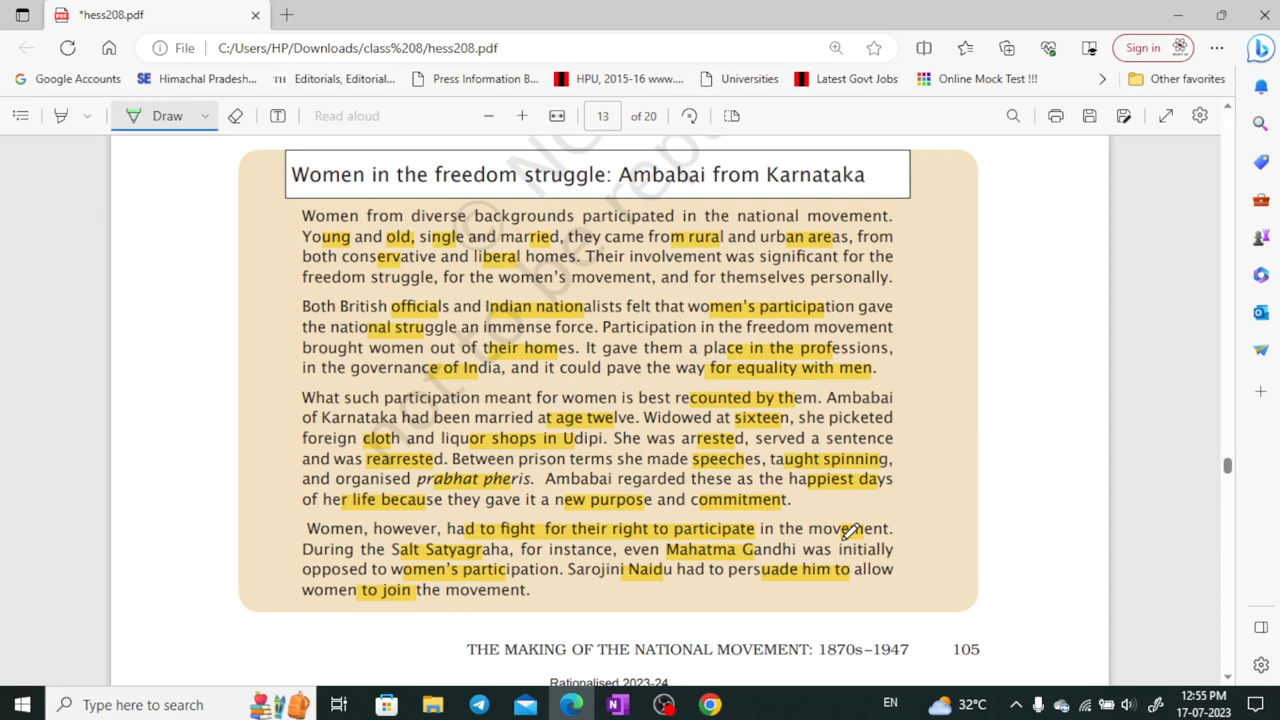 *hess208.pdf
File C:/Users/HP/Downloads/class%208/hess208.pdf Sign in
Google Accounts SE Himachal Pradesh... TH Editorials, Editorial... Press Information B... HPU, 2015-16 www.... Universities Latest Govt Jobs Online Mock Test !!! Other favorites
Draw Read aloud 13 of 20
Women in the freedom struggle: Ambabai from Karnataka
Women from diverse backgrounds participated in the national movement.
Young and old, single and married, they came from rural and urban areas, from
both conservative and liberal homes. Their involvement was significant for the
freedom struggle, for the women's movement, and for themselves personally.
Both British officials and Indian nationalists felt that women's participation gave
the national struggle an immense force. Participation in the freedom movement
brought women out of their homes. It gave them a place in the professions,
in the governance of India, and it could pave the way for equality with men.
What such participation meant for women is best recounted by them. Ambabai
of Karnataka had been married at age twelve. Widowed at sixteen, she picketed
foreign cloth and liquor shops in Udipi. She was arrested, served a sentence
and was rearrested. Between prison terms she made speeches, taught spinning,
and organised prabhat pheris. Ambabai regarded these as the happiest days
of her life because they gave it a new purpose and commitment.
Women, however, had to fight for their right to participate in the movement.
During the Salt Satyagraha, for instance, even Mahatma Gandhi was initially
opposed to women's participation. Sarojini Naidu had to persuade him to allow
women to join the movement.
THE MAKING OF THE NATIONAL MOVEMENT: 1870s–1947 105
Rationalised 2023-24
not to be rep
Type here to search EN 32°C 12:55 PM
17-07-2023